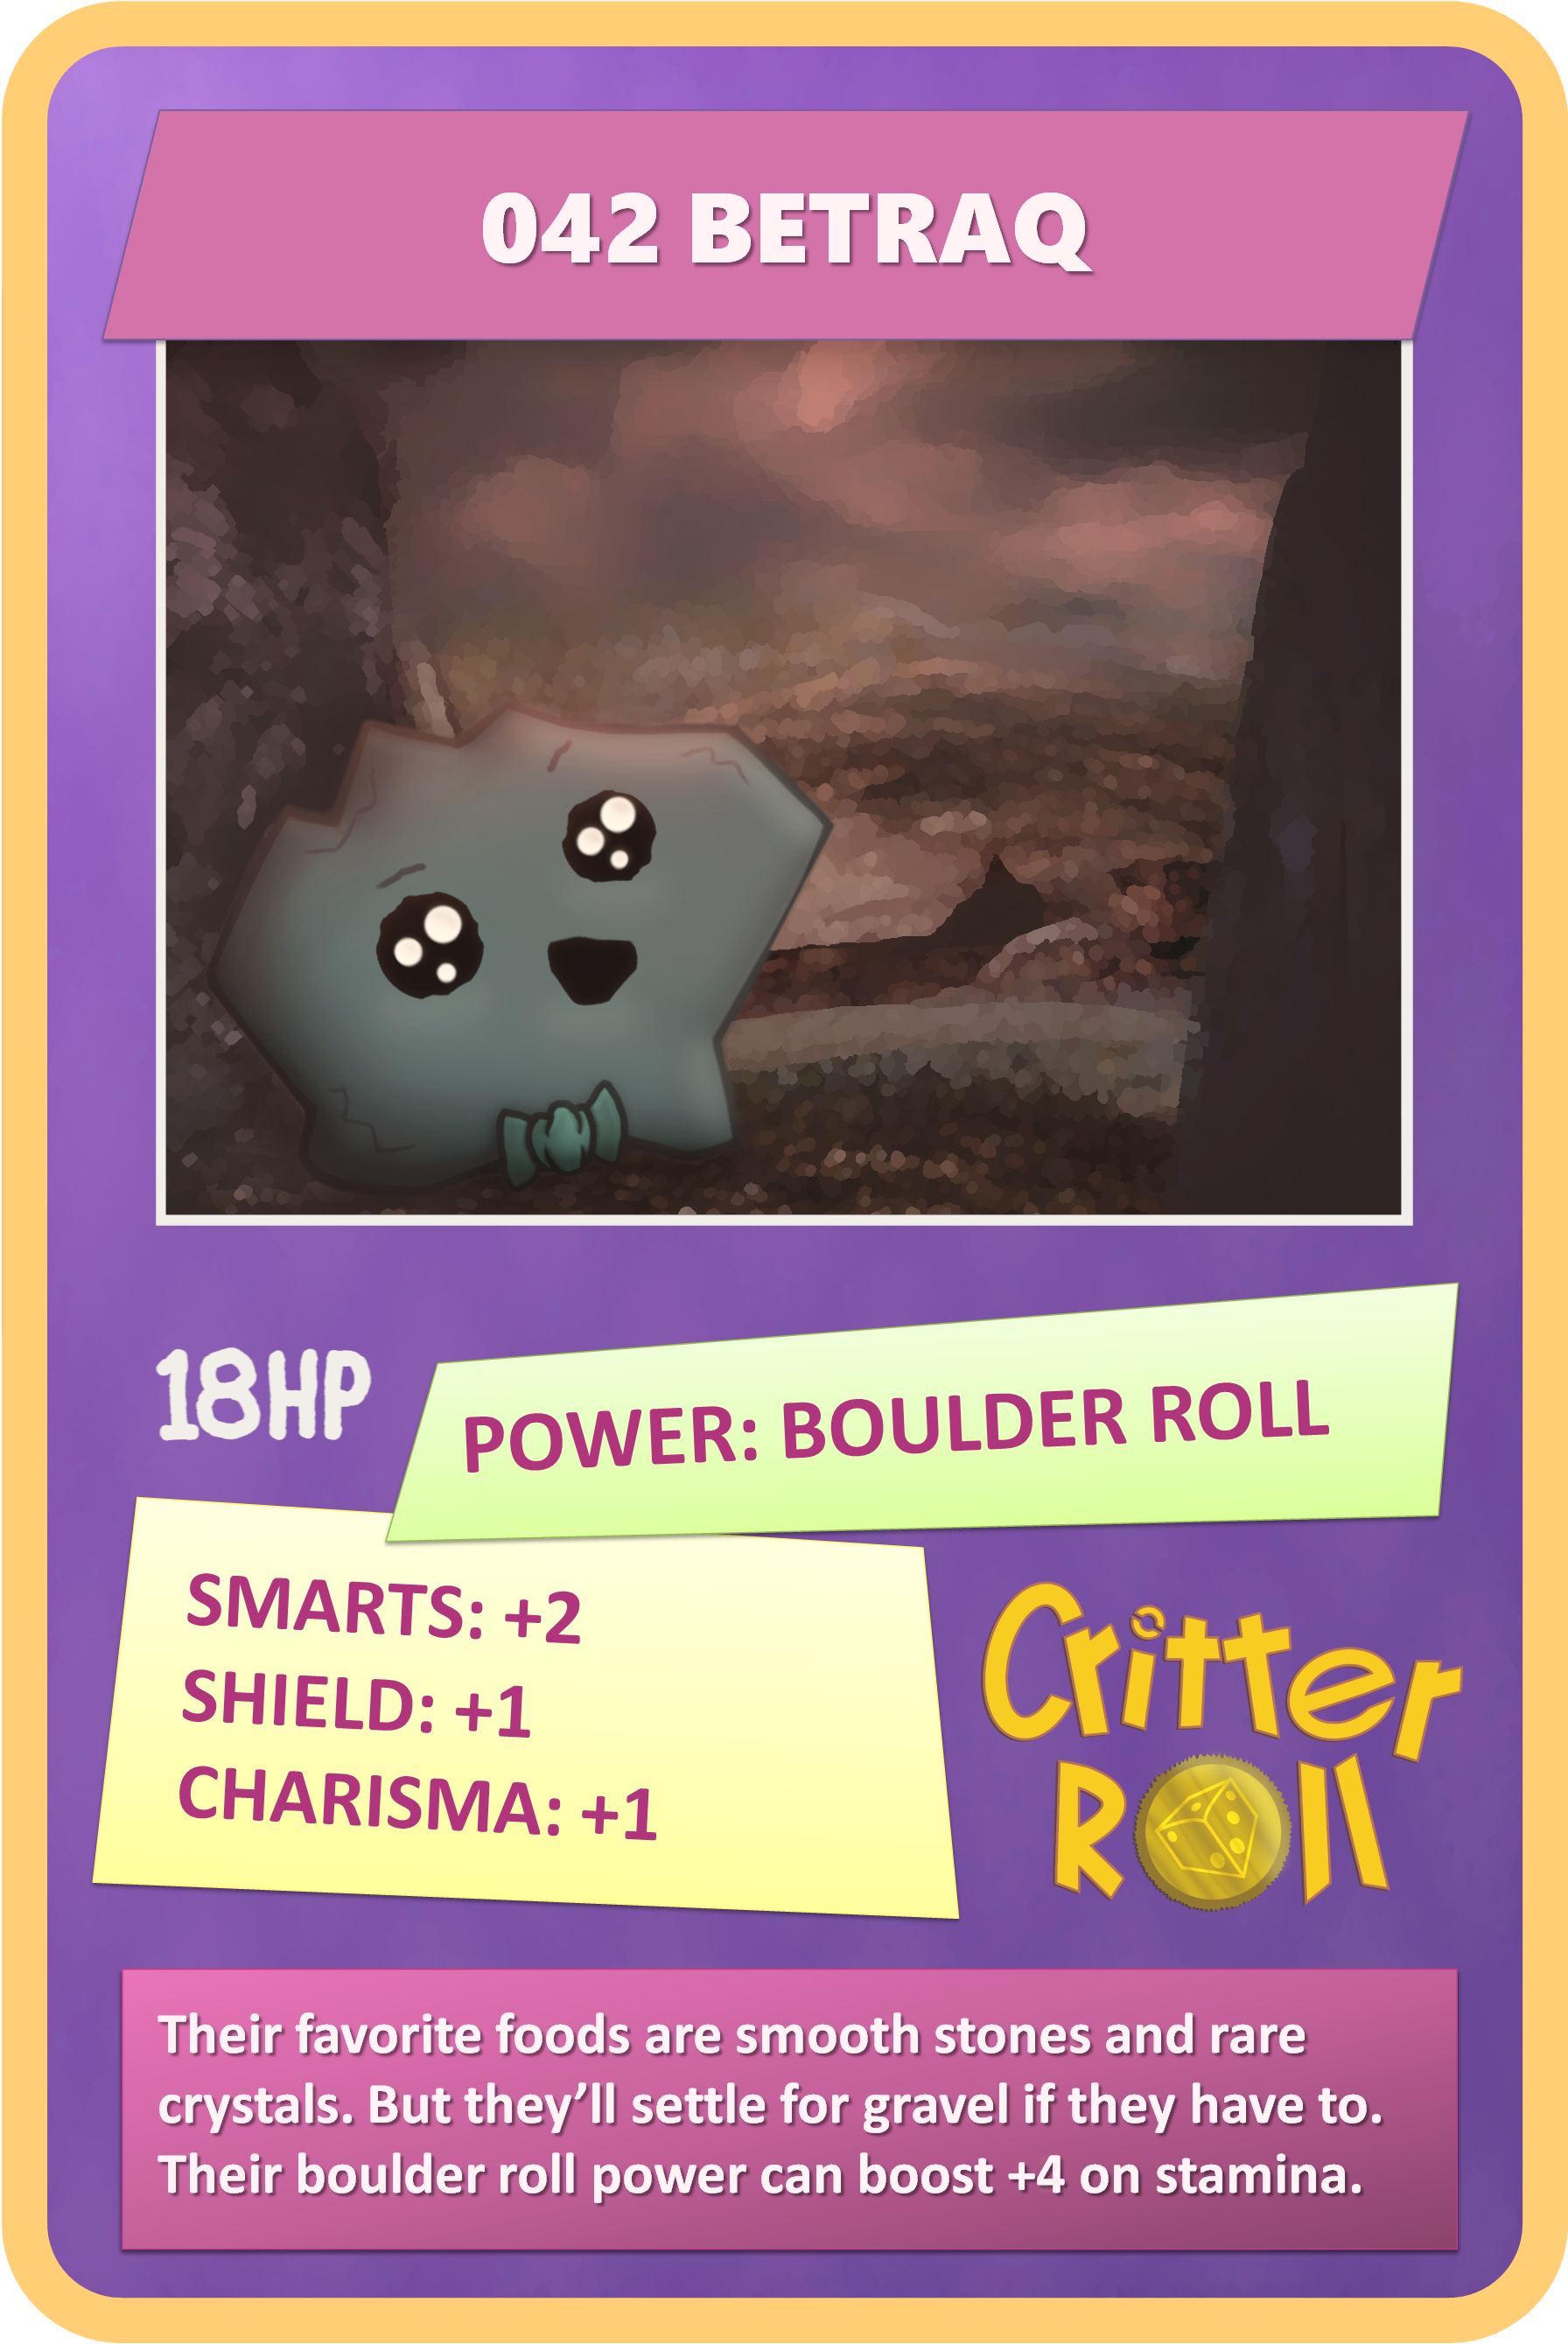 042 BETRAQ
18HP
POWER: BOULDER ROLL
SMARTS: +2
SHIELD: +1
CHARISMA: +1
Critter
Roll
Their favorite foods are smooth stones and rare
crystals. But they’ll settle for gravel if they have to.
Their boulder roll power can boost +4 on stamina.